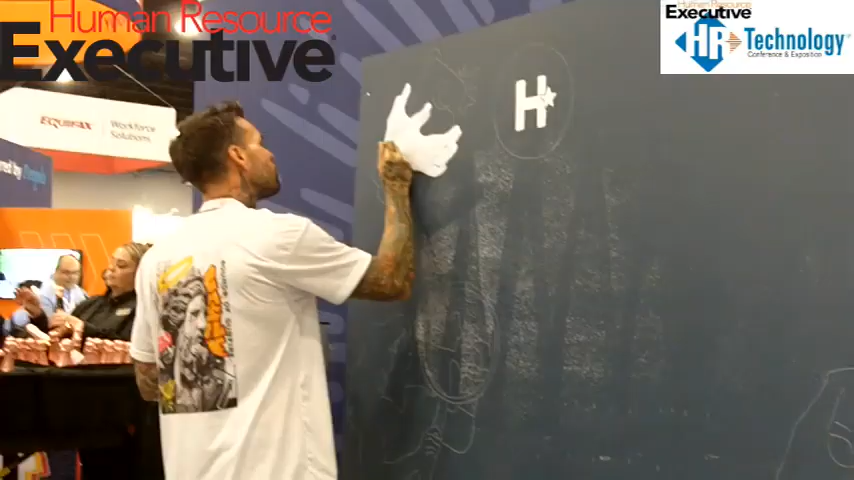 Human Resource
Executive
Human Resource
Executive
HR Technology
Conference & Exposition
EQUIFAX | Workforce
Solutions
H